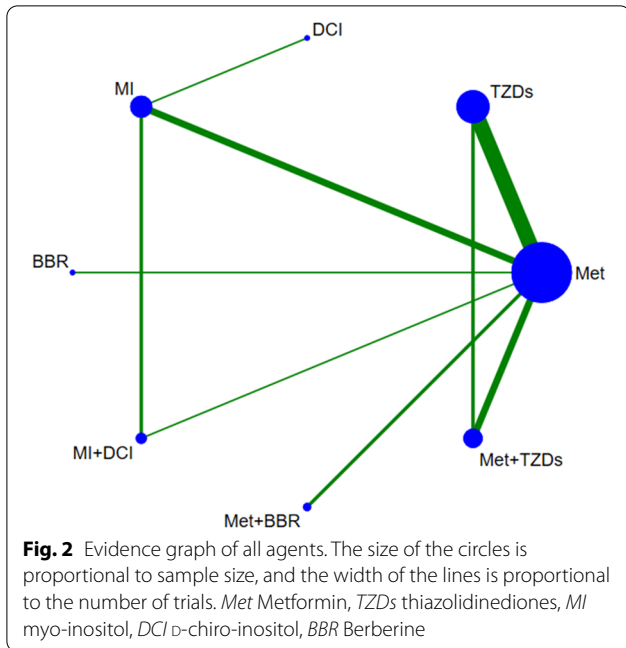 DCI
MI
TZDs
BBR
Met
MI+DCI
Met+TZDs
Met+BBR
Fig. 2 Evidence graph of all agents. The size of the circles is
proportional to sample size, and the width of the lines is proportional
to the number of trials. Met Metformin, TZDs thiazolidinediones, MI
myo-inositol, DCI ᴅ-chiro-inositol, BBR Berberine